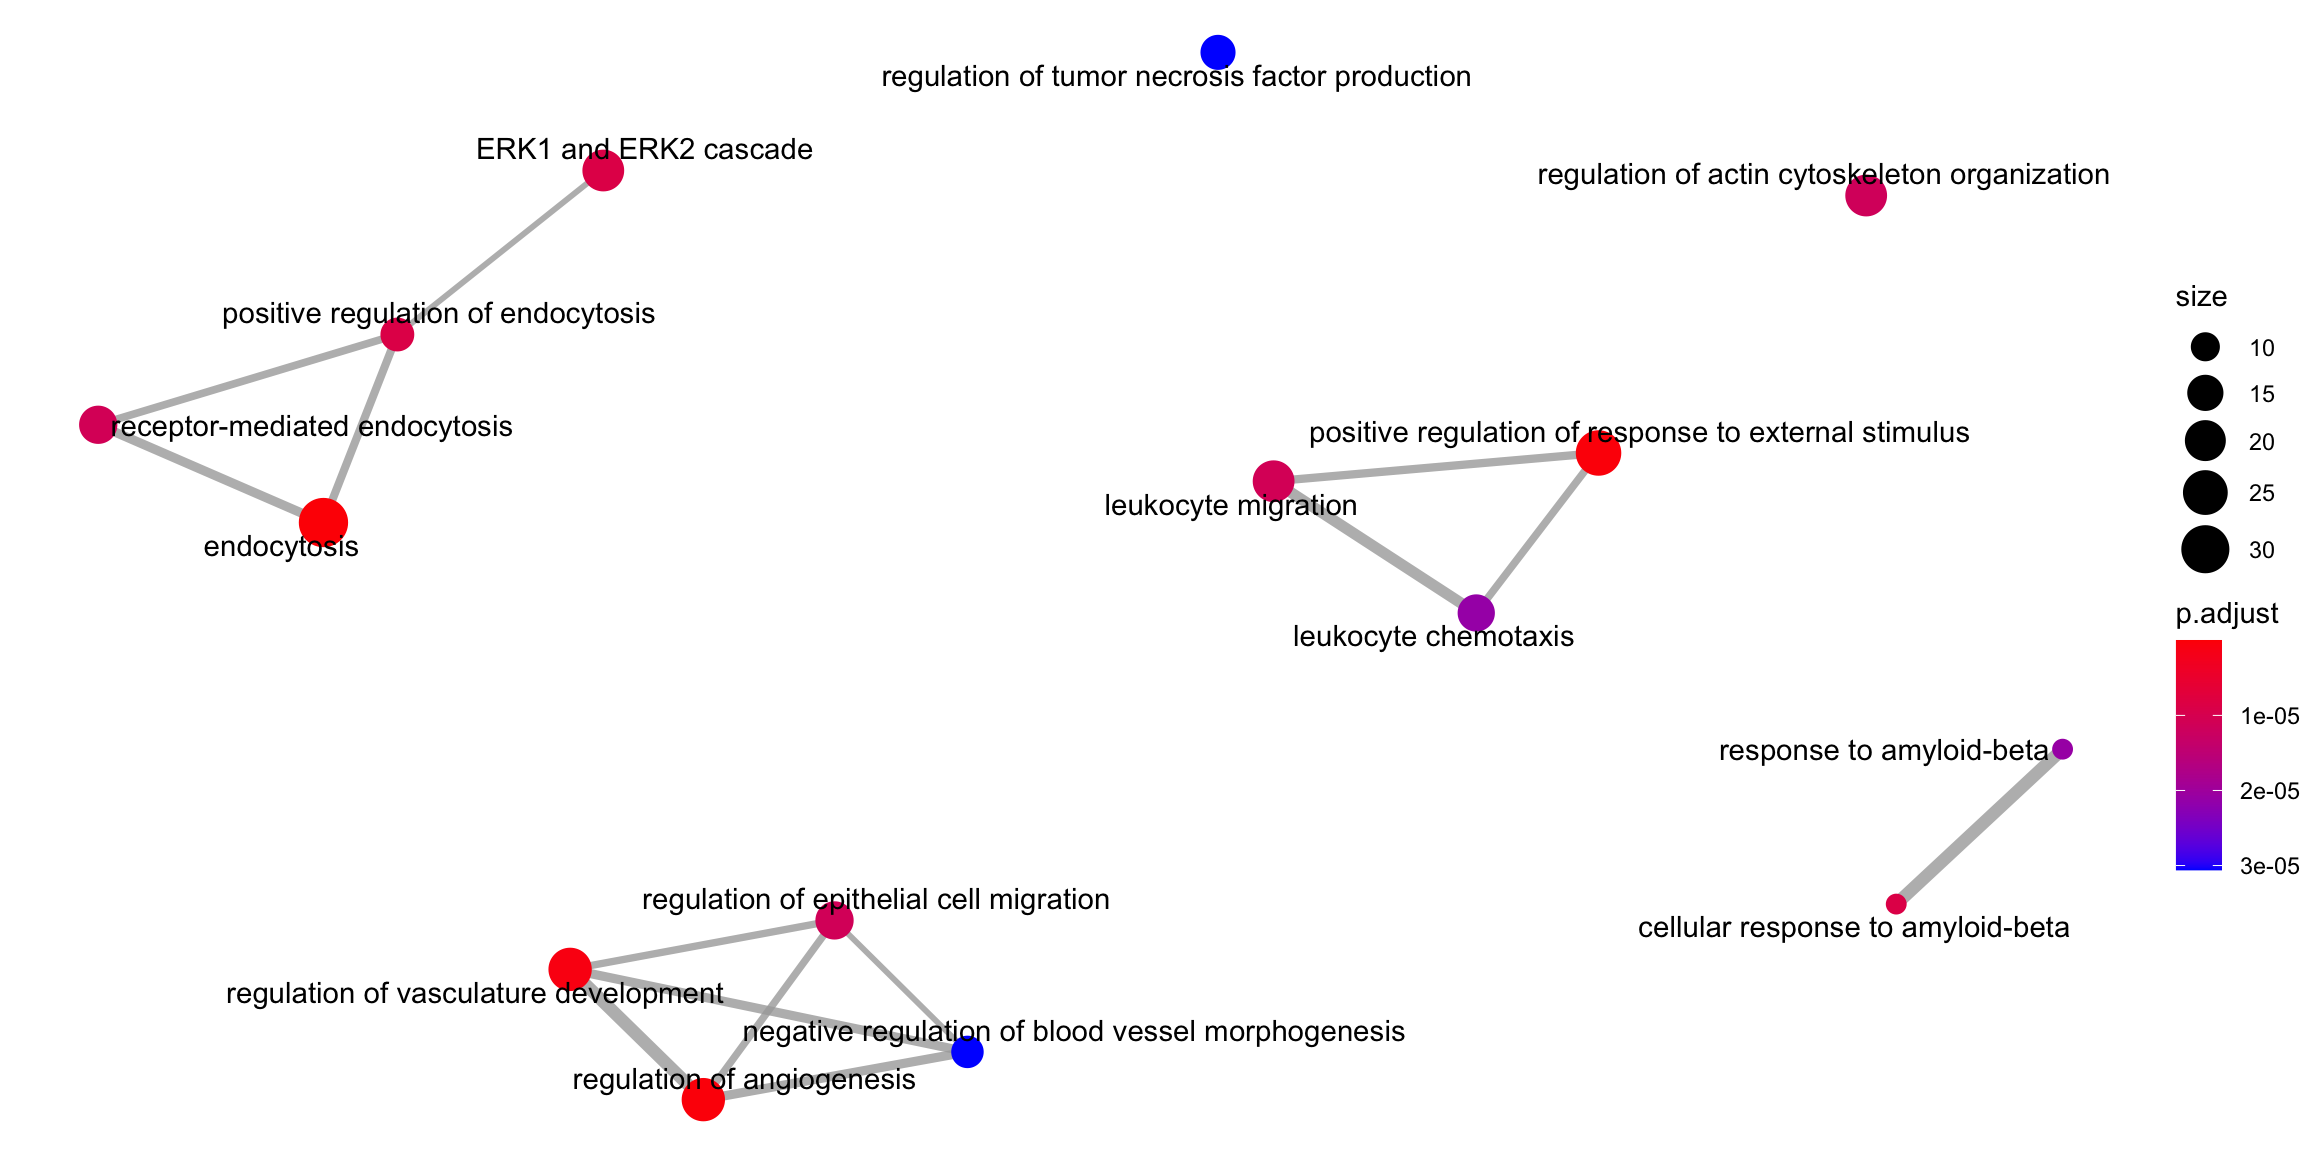 regulation of tumor necrosis factor production
ERK1 and ERK2 cascade
regulation of actin cytoskeleton organization
positive regulation of endocytosis
receptor-mediated endocytosis
endocytosis
positive regulation of response to external stimulus
leukocyte migration
leukocyte chemotaxis
response to amyloid-beta
cellular response to amyloid-beta
regulation of epithelial cell migration
regulation of vasculature development
negative regulation of blood vessel morphogenesis
regulation of angiogenesis
size
10
15
20
25
30
p.adjust
1e-05
2e-05
3e-05